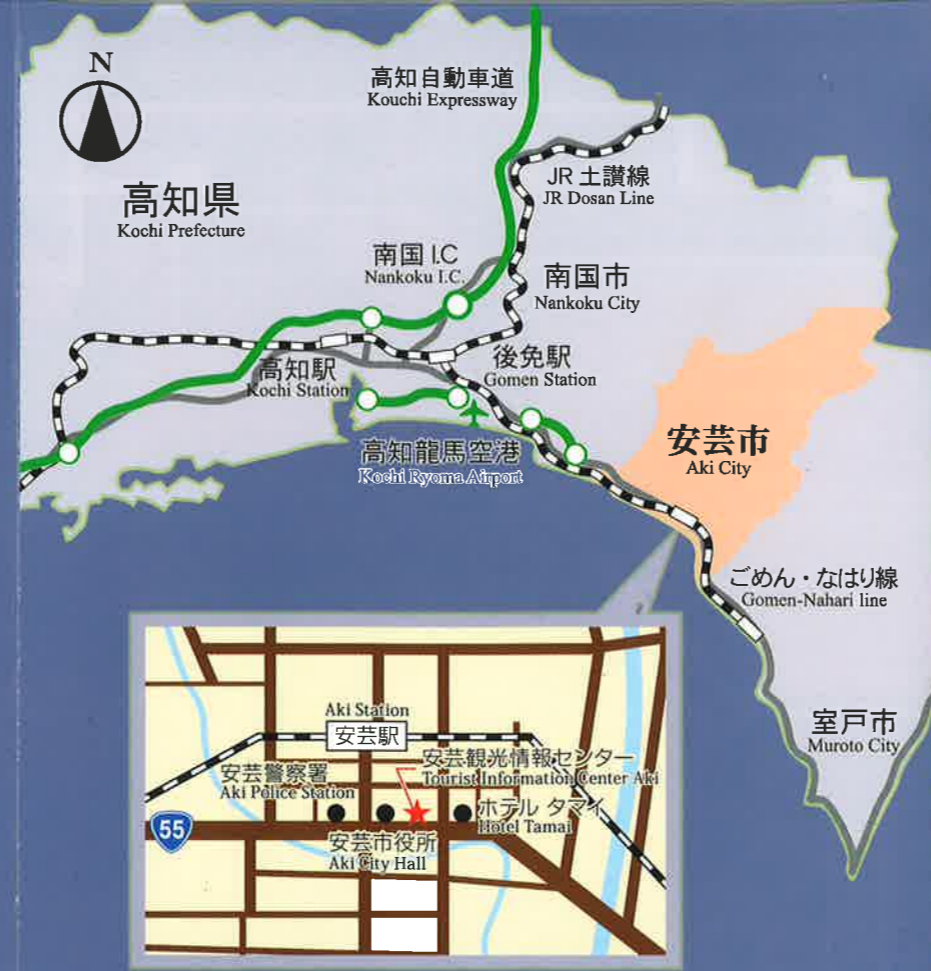 N
高知自動車道
Kouchi Expressway
JR 土讃線
JR Dosan Line
高知県
Kochi Prefecture
南国 I.C
Nankoku I.C.
南国市
Nankoku City
高知駅
Kochi Station
後免駅
Gomen Station
安芸市
Aki City
高知龍馬空港
Kochi Ryoma Airport
ごめん・なはり線
Gomen-Nahari line
室戸市
Muroto City
Aki Station
安芸駅
安芸観光情報センター
Tourist Information Center Aki
安芸警察署
Aki Police Station
ホテル タマイ
Hotel Tamai
55
安芸市役所
Aki City Hall